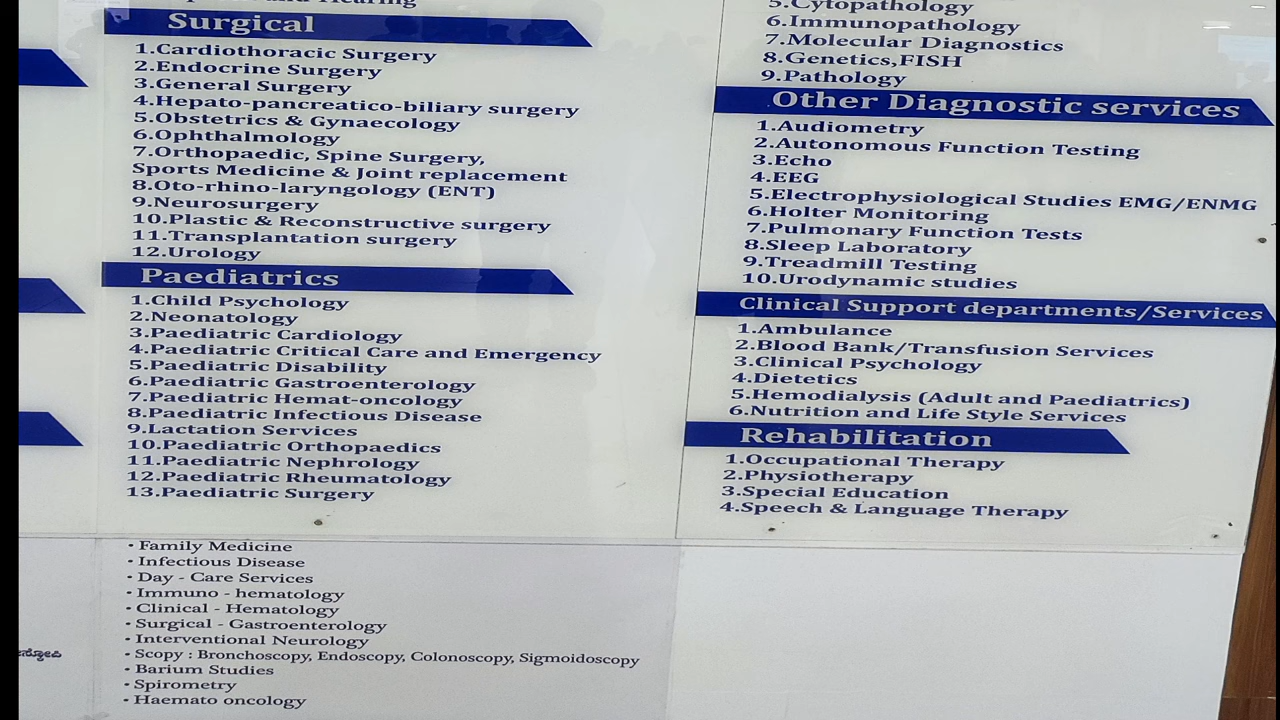 Surgical
1.Cardiothoracic Surgery
2.Endocrine Surgery
3.General Surgery
4.Hepato-pancreatico-biliary surgery
5.Obstetrics & Gynaecology
6.Ophthalmology
7.Orthopaedic, Spine Surgery,
Sports Medicine & Joint replacement
8.Oto-rhino-laryngology (ENT)
9.Neurosurgery
10.Plastic & Reconstructive surgery
11.Transplantation surgery
12.Urology
Paediatrics
1.Child Psychology
2.Neonatology
3.Paediatric Cardiology
4.Paediatric Critical Care and Emergency
5.Paediatric Disability
6.Paediatric Gastroenterology
7.Paediatric Hemat-oncology
8.Paediatric Infectious Disease
9.Lactation Services
10.Paediatric Orthopaedics
11.Paediatric Nephrology
12.Paediatric Rheumatology
13.Paediatric Surgery
5.Cytopathology
6.Immunopathology
7.Molecular Diagnostics
8.Genetics,FISH
9.Pathology
Other Diagnostic services
1.Audiometry
2.Autonomous Function Testing
3.Echo
4.EEG
5.Electrophysiological Studies EMG/ENMG
6.Holter Monitoring
7.Pulmonary Function Tests
8.Sleep Laboratory
9.Treadmill Testing
10.Urodynamic studies
Clinical Support departments/Services
1.Ambulance
2.Blood Bank/Transfusion Services
3.Clinical Psychology
4.Dietetics
5.Hemodialysis (Adult and Paediatrics)
6.Nutrition and Life Style Services
Rehabilitation
1.Occupational Therapy
2.Physiotherapy
3.Special Education
4.Speech & Language Therapy
• Family Medicine
• Infectious Disease
• Day - Care Services
• Immuno - hematology
• Clinical - Hematology
• Surgical - Gastroenterology
• Interventional Neurology
• Scopy : Bronchoscopy, Endoscopy, Colonoscopy, Sigmoidoscopy
• Barium Studies
• Spirometry
• Haemato oncology